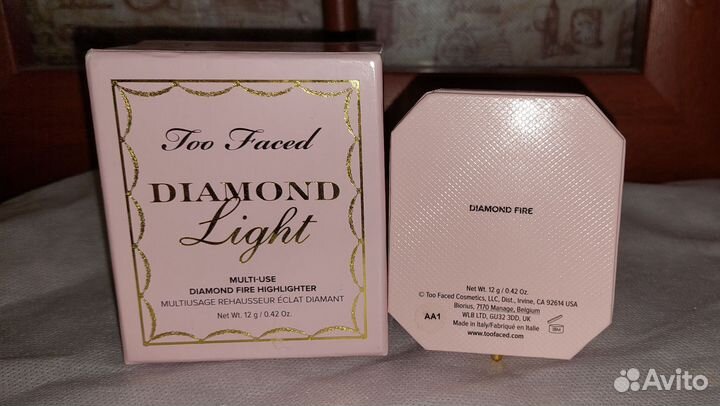 Too Faced
DIAMOND
Light
MULTI-USE
DIAMOND FIRE HIGHLIGHTER
MULTIUSAGE REHAUSSEUR ÉCLAT DIAMANT
Net Wt. 12 g / 0.42 Oz.
DIAMOND FIRE
Net Wt. 12 g / 0.42 Oz.
© Too Faced Cosmetics, LLC, Dist., Irvine, CA 92614 USA
Biorius, 7170 Manage, Belgium
WLB LTD, GU32 3DD, UK
Made in Italy/Fabriqué en Italie
www.toofaced.com
AA1
18M
Avito